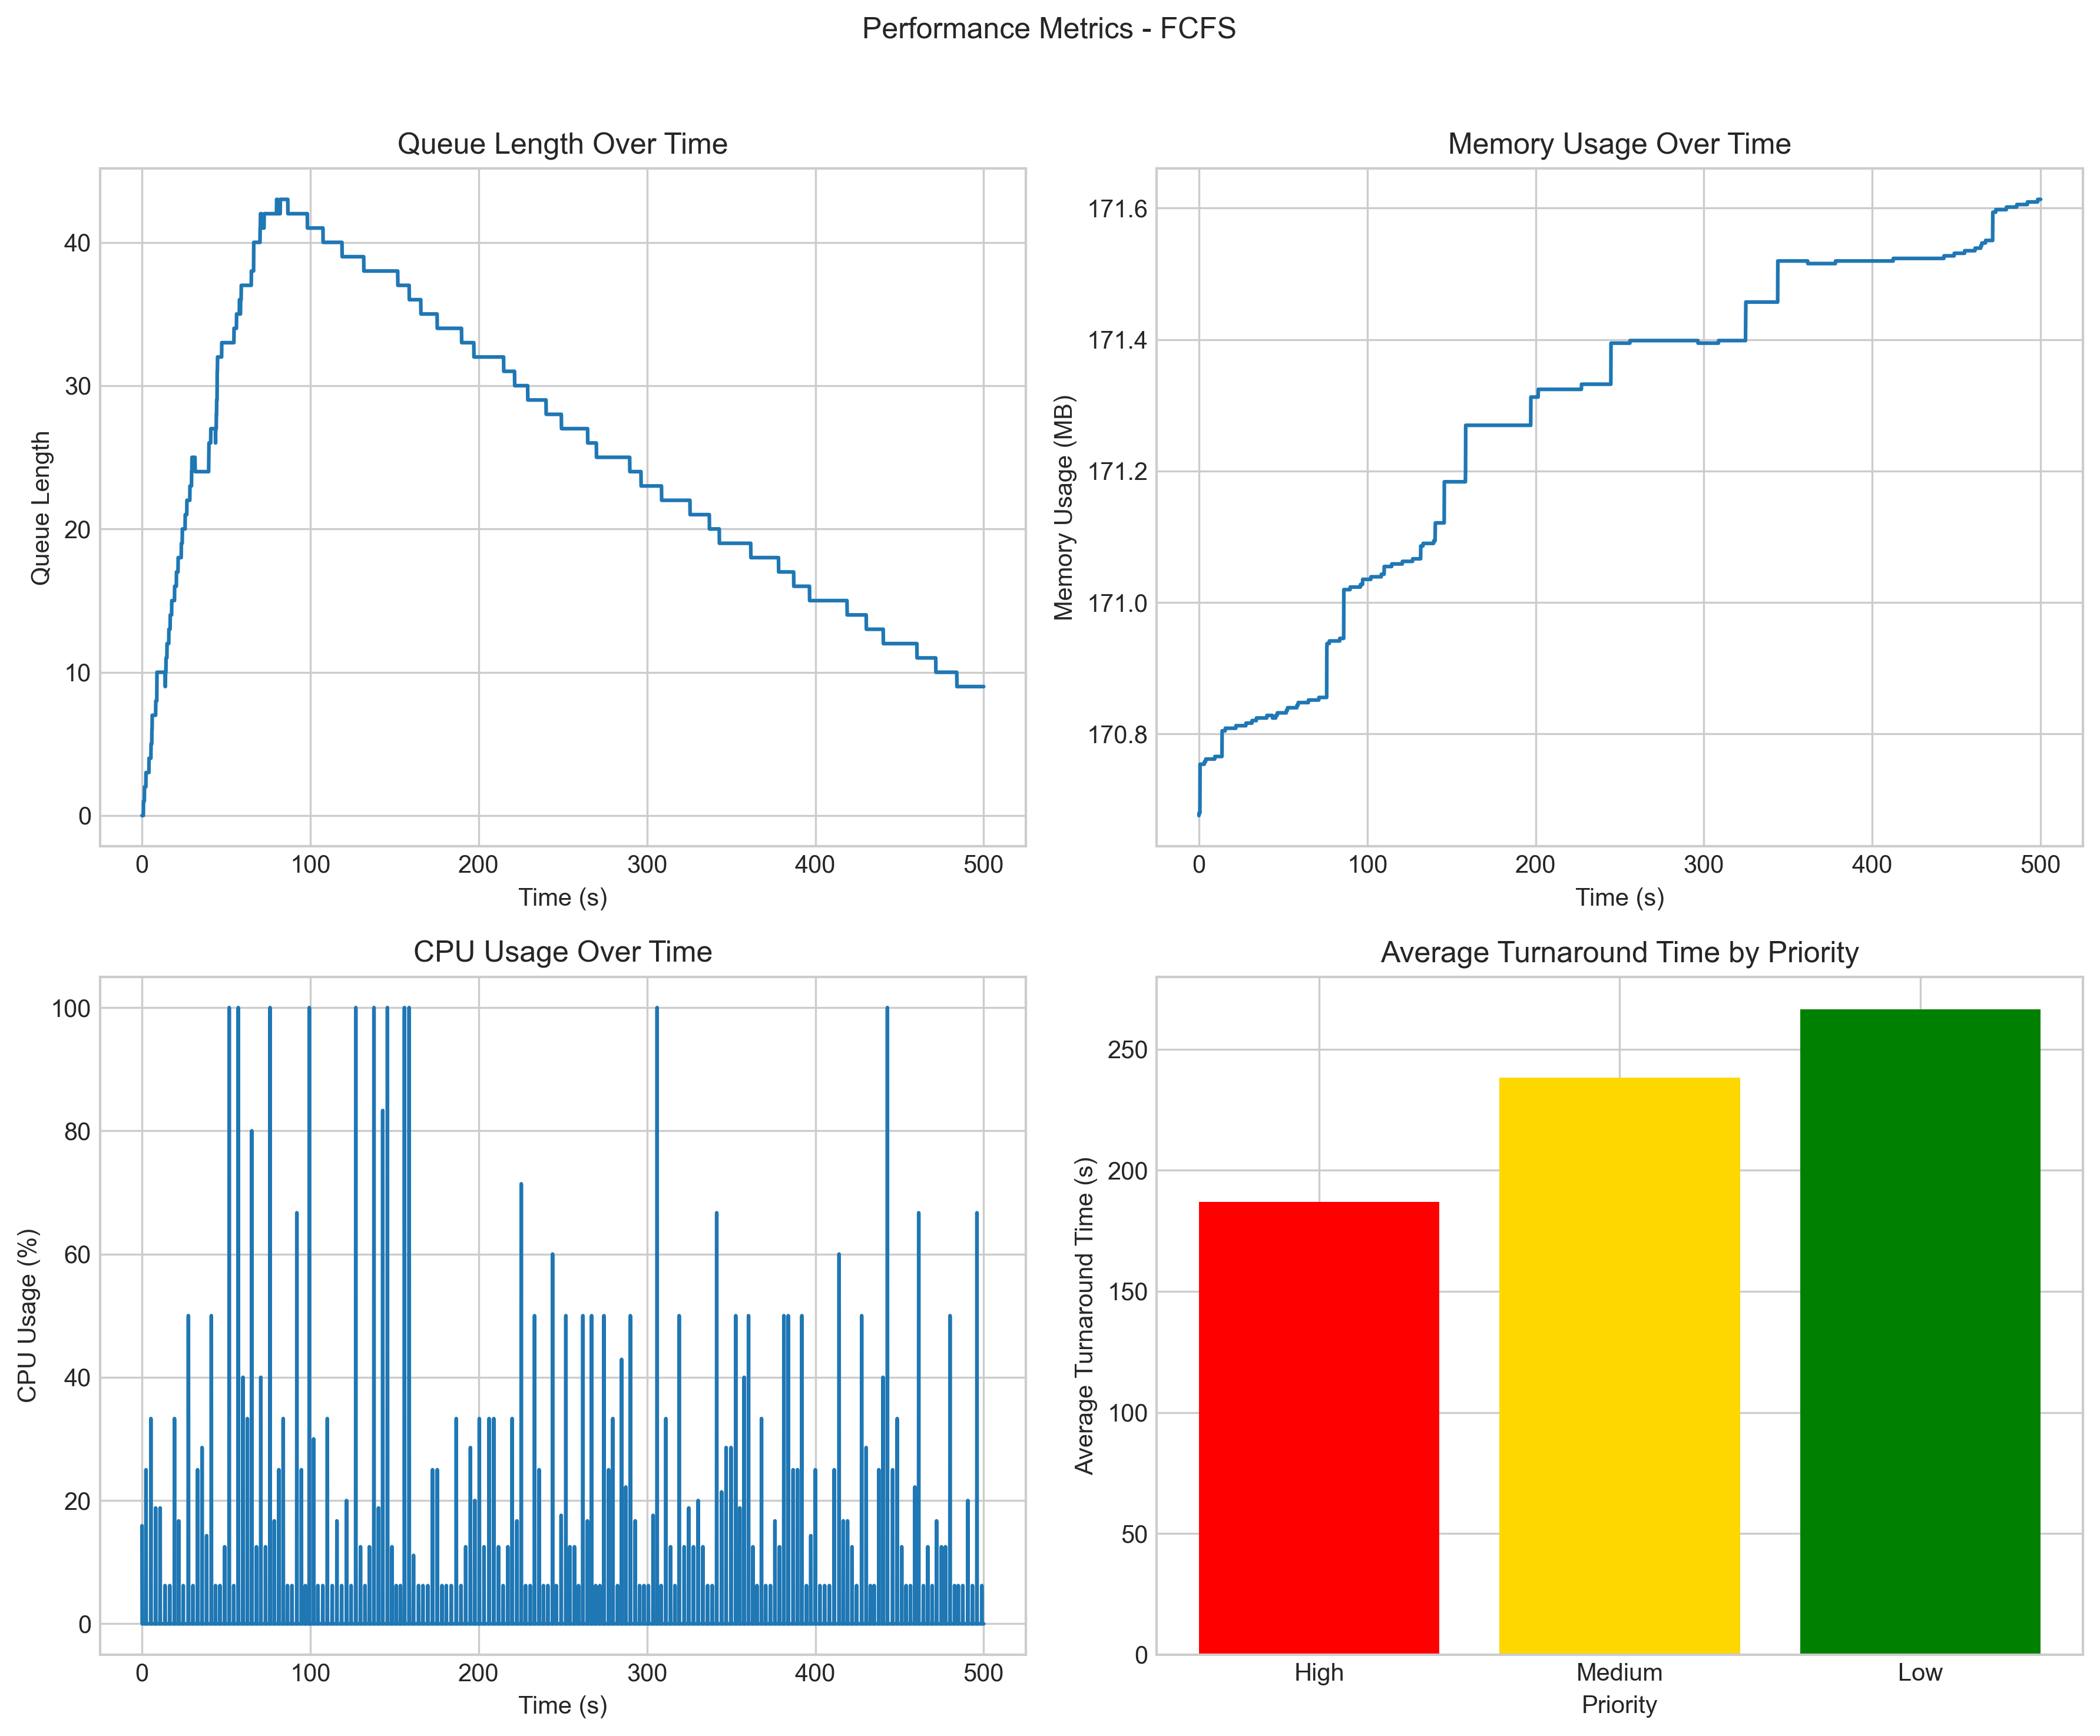 Performance Metrics - FCFS
Queue Length Over Time
Queue Length
40
30
20
10
0
0 100 200 300 400 500
Time (s)
Memory Usage Over Time
Memory Usage (MB)
171.6
171.4
171.2
171.0
170.8
0 100 200 300 400 500
Time (s)
CPU Usage Over Time
CPU Usage (%)
100
80
60
40
20
0
0 100 200 300 400 500
Time (s)
Average Turnaround Time by Priority
Average Turnaround Time (s)
250
200
150
100
50
0
High Medium Low
Priority